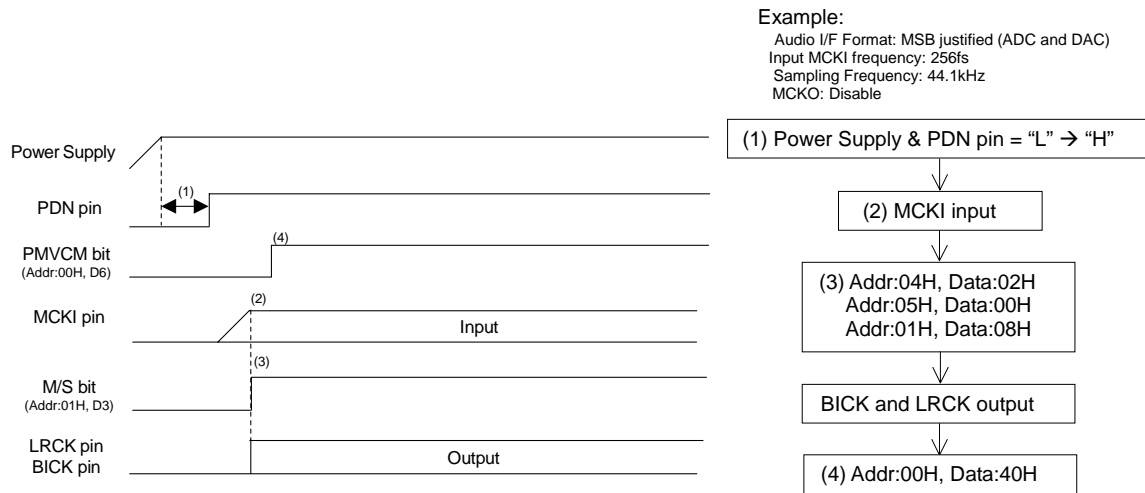 Example:
Audio I/F Format: MSB justified (ADC and DAC)
Input MCKI frequency: 256fs
Sampling Frequency: 44.1kHz
MCKO: Disable
Power Supply
(1)
PDN pin
PMVCM bit
(Addr:00H, D6)
(4)
MCKI pin
(2)
Input
M/S bit
(Addr:01H, D3)
(3)
LRCK pin
BICK pin
Output
(1) Power Supply & PDN pin = “L” → “H”
(2) MCKI input
(3) Addr:04H, Data:02H
Addr:05H, Data:00H
Addr:01H, Data:08H
BICK and LRCK output
(4) Addr:00H, Data:40H